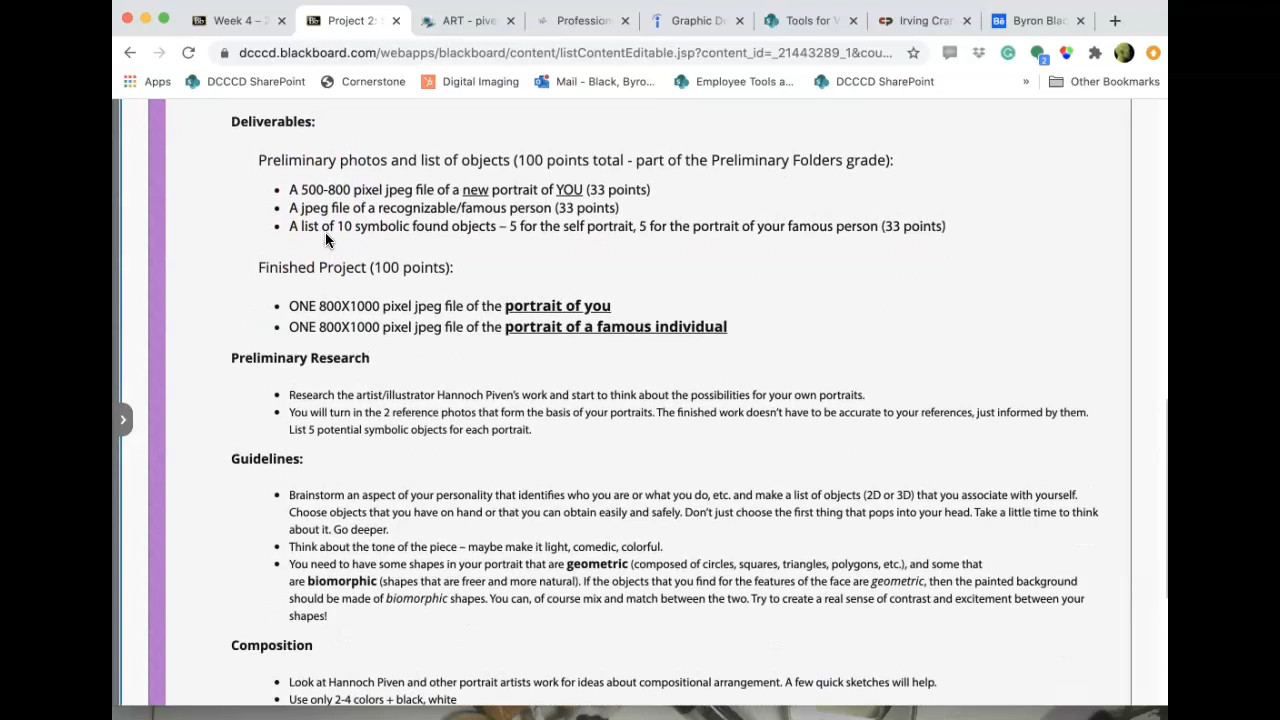 Week 4 – 2
Project 2:
ART - pive
Profession
Graphic De
Tools for V
Irving Cran
Byron Blac
dcccd.blackboard.com/webapps/blackboard/content/listContentEditable.jsp?content_id=_21443289_1&cou...
Apps
DCCCD SharePoint
Cornerstone
Digital Imaging
Mail - Black, Byro...
Employee Tools a...
DCCCD SharePoint
»
Other Bookmarks
Deliverables:
Preliminary photos and list of objects (100 points total - part of the Preliminary Folders grade):
• A 500-800 pixel jpeg file of a new portrait of YOU (33 points)
• A jpeg file of a recognizable/famous person (33 points)
• A list of 10 symbolic found objects – 5 for the self portrait, 5 for the portrait of your famous person (33 points)
Finished Project (100 points):
• ONE 800X1000 pixel jpeg file of the portrait of you
• ONE 800X1000 pixel jpeg file of the portrait of a famous individual
Preliminary Research
• Research the artist/illustrator Hannoch Piven's work and start to think about the possibilities for your own portraits.
• You will turn in the 2 reference photos that form the basis of your portraits. The finished work doesn't have to be accurate to your references, just informed by them.
List 5 potential symbolic objects for each portrait.
Guidelines:
• Brainstorm an aspect of your personality that identifies who you are or what you do, etc. and make a list of objects (2D or 3D) that you associate with yourself.
Choose objects that you have on hand or that you can obtain easily and safely. Don't just choose the first thing that pops into your head. Take a little time to think
about it. Go deeper.
• Think about the tone of the piece – maybe make it light, comedic, colorful.
• You need to have some shapes in your portrait that are geometric (composed of circles, squares, triangles, polygons, etc.), and some that
are biomorphic (shapes that are freer and more natural). If the objects that you find for the features of the face are geometric, then the painted background
should be made of biomorphic shapes. You can, of course mix and match between the two. Try to create a real sense of contrast and excitement between your
shapes!
Composition
• Look at Hannoch Piven and other portrait artists work for ideas about compositional arrangement. A few quick sketches will help.
• Use only 2-4 colors + black, white